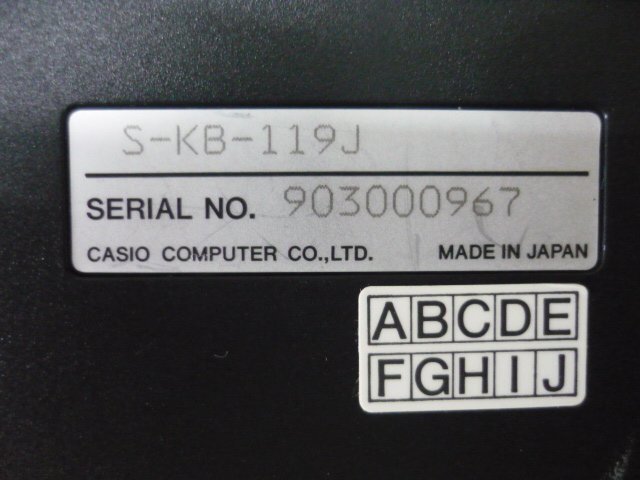 S-KB-119J
SERIAL NO. 903000967
CASIO COMPUTER CO.,LTD. MADE IN JAPAN
ABCDE
FGHIJ